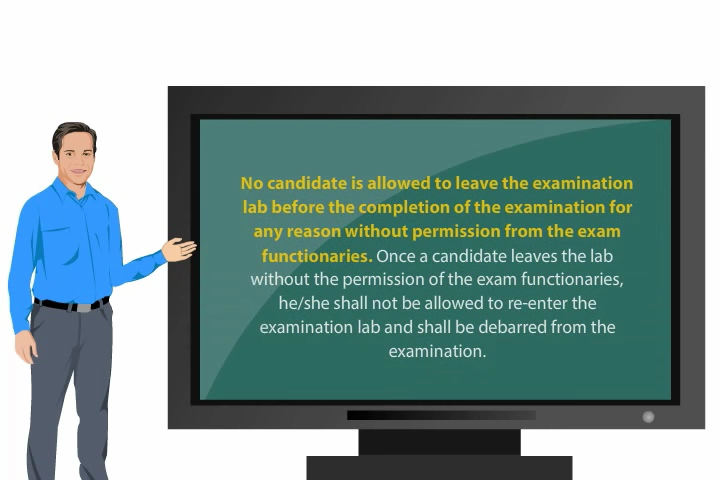 No candidate is allowed to leave the examination
lab before the completion of the examination for
any reason without permission from the exam
functionaries. Once a candidate leaves the lab
without the permission of the exam functionaries,
he/she shall not be allowed to re-enter the
examination lab and shall be debarred from the
examination.